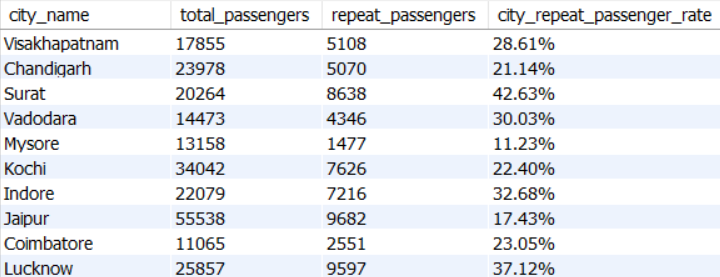 city_name total_passengers repeat_passengers city_repeat_passenger_rate
Visakhapatnam 17855 5108 28.61%
Chandigarh 23978 5070 21.14%
Surat 20264 8638 42.63%
Vadodara 14473 4346 30.03%
Mysore 13158 1477 11.23%
Kochi 34042 7626 22.40%
Indore 22079 7216 32.68%
Jaipur 55538 9682 17.43%
Coimbatore 11065 2551 23.05%
Lucknow 25857 9597 37.12%